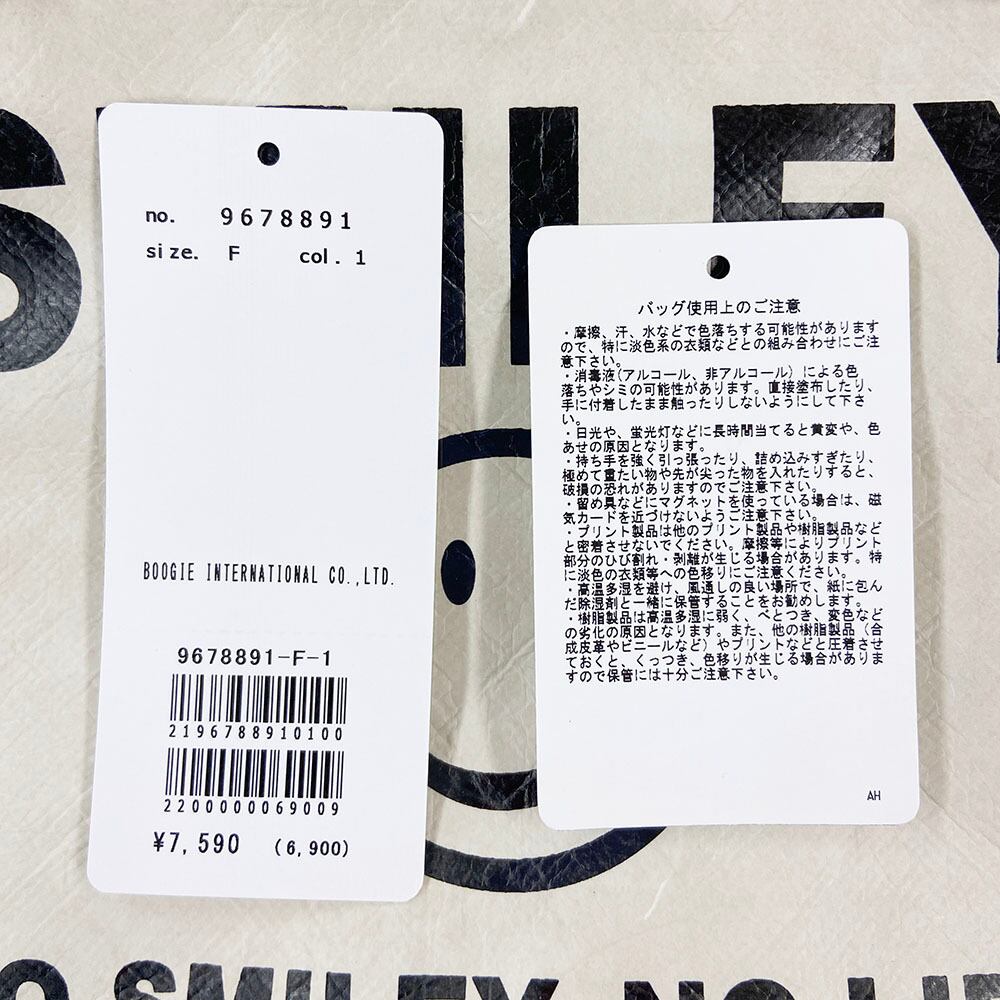 SMILEY
no. 9678891
size. F col. 1
BOOGIE INTERNATIONAL CO.,LTD.
9678891-F-1
2196788910100
2200000069009
¥7,590 (6,900)
バッグ使用上のご注意
・摩擦、汗、水などで色落ちする可能性があります
ので、特に淡色系の衣類などとの組み合わせにご注
意下さい。
・消毒液(アルコール、非アルコール）による色
落ちやシミの可能性があります。直接塗布したり、
手に付着したまま触ったりしないようにして下さ
い。
・日光や、蛍光灯などに長時間当てると黄変や、色
あせの原因となります。
・持ち手を強く引っ張ったり、詰め込みすぎたり、
極めて重たい物や先が尖った物を入れたりすると、
破損の恐れがありますのでご注意下さい。
・留め具などにマグネットを使っている場合は、磁
気カードを近づけないようご注意下さい。
・プリント製品は他のプリント製品や樹脂製品など
と密着させないでください。摩擦等によりプリント
部分のひび割れ・剥離が生じる場合があります。特
に淡色の衣類等への色移りにご注意ください。
・高温多湿を避け、風通しの良い場所で、紙に包ん
だ除湿剤と一緒に保管することをお勧めします。
・樹脂製品は高温多湿に弱く、べとつき、変色など
の劣化の原因となります。また、他の樹脂製品（合
成皮革やビニールなど）やプリントなどと圧着させ
ておくと、くっつき、色移りが生じる場合がありま
すので保管には十分ご注意下さい。
AH
O SMILEY, NO LI